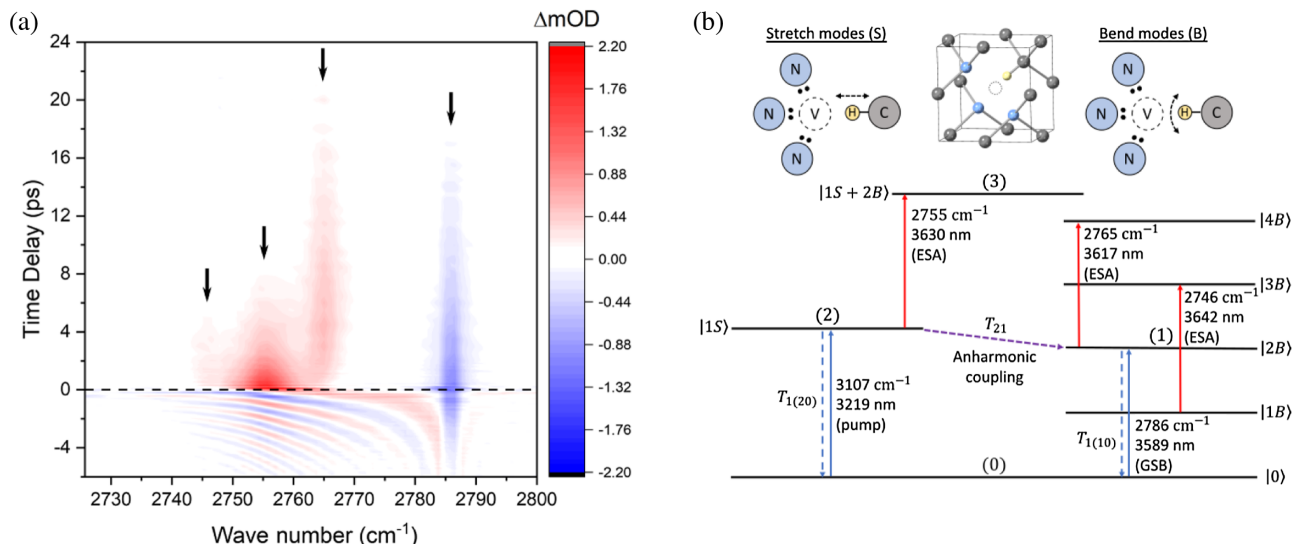 (a)
ΔmOD
24
20
16
12
8
4
0
-4
Time Delay (ps)
2730 2740 2750 2760 2770 2780 2790 2800
Wave number (cm⁻¹)
2.20
1.76
1.32
0.88
0.44
0.00
-0.44
-0.88
-1.32
-1.76
-2.20
(b)
Stretch modes (S)
N
N V H C
N
Bend modes (B)
N
N V H C
N
|1S + 2B⟩
(3)
2755 cm⁻¹
3630 nm
(ESA)
|4B⟩
2765 cm⁻¹
3617 nm
(ESA)
|3B⟩
2746 cm⁻¹
3642 nm
(ESA)
|1S⟩
(2)
T₂₁
Anharmonic
coupling
(1)
|2B⟩
T₁₍₂₀₎
3107 cm⁻¹
3219 nm
(pump)
|1B⟩
T₁₍₁₀₎
2786 cm⁻¹
3589 nm
(GSB)
(0)
|0⟩